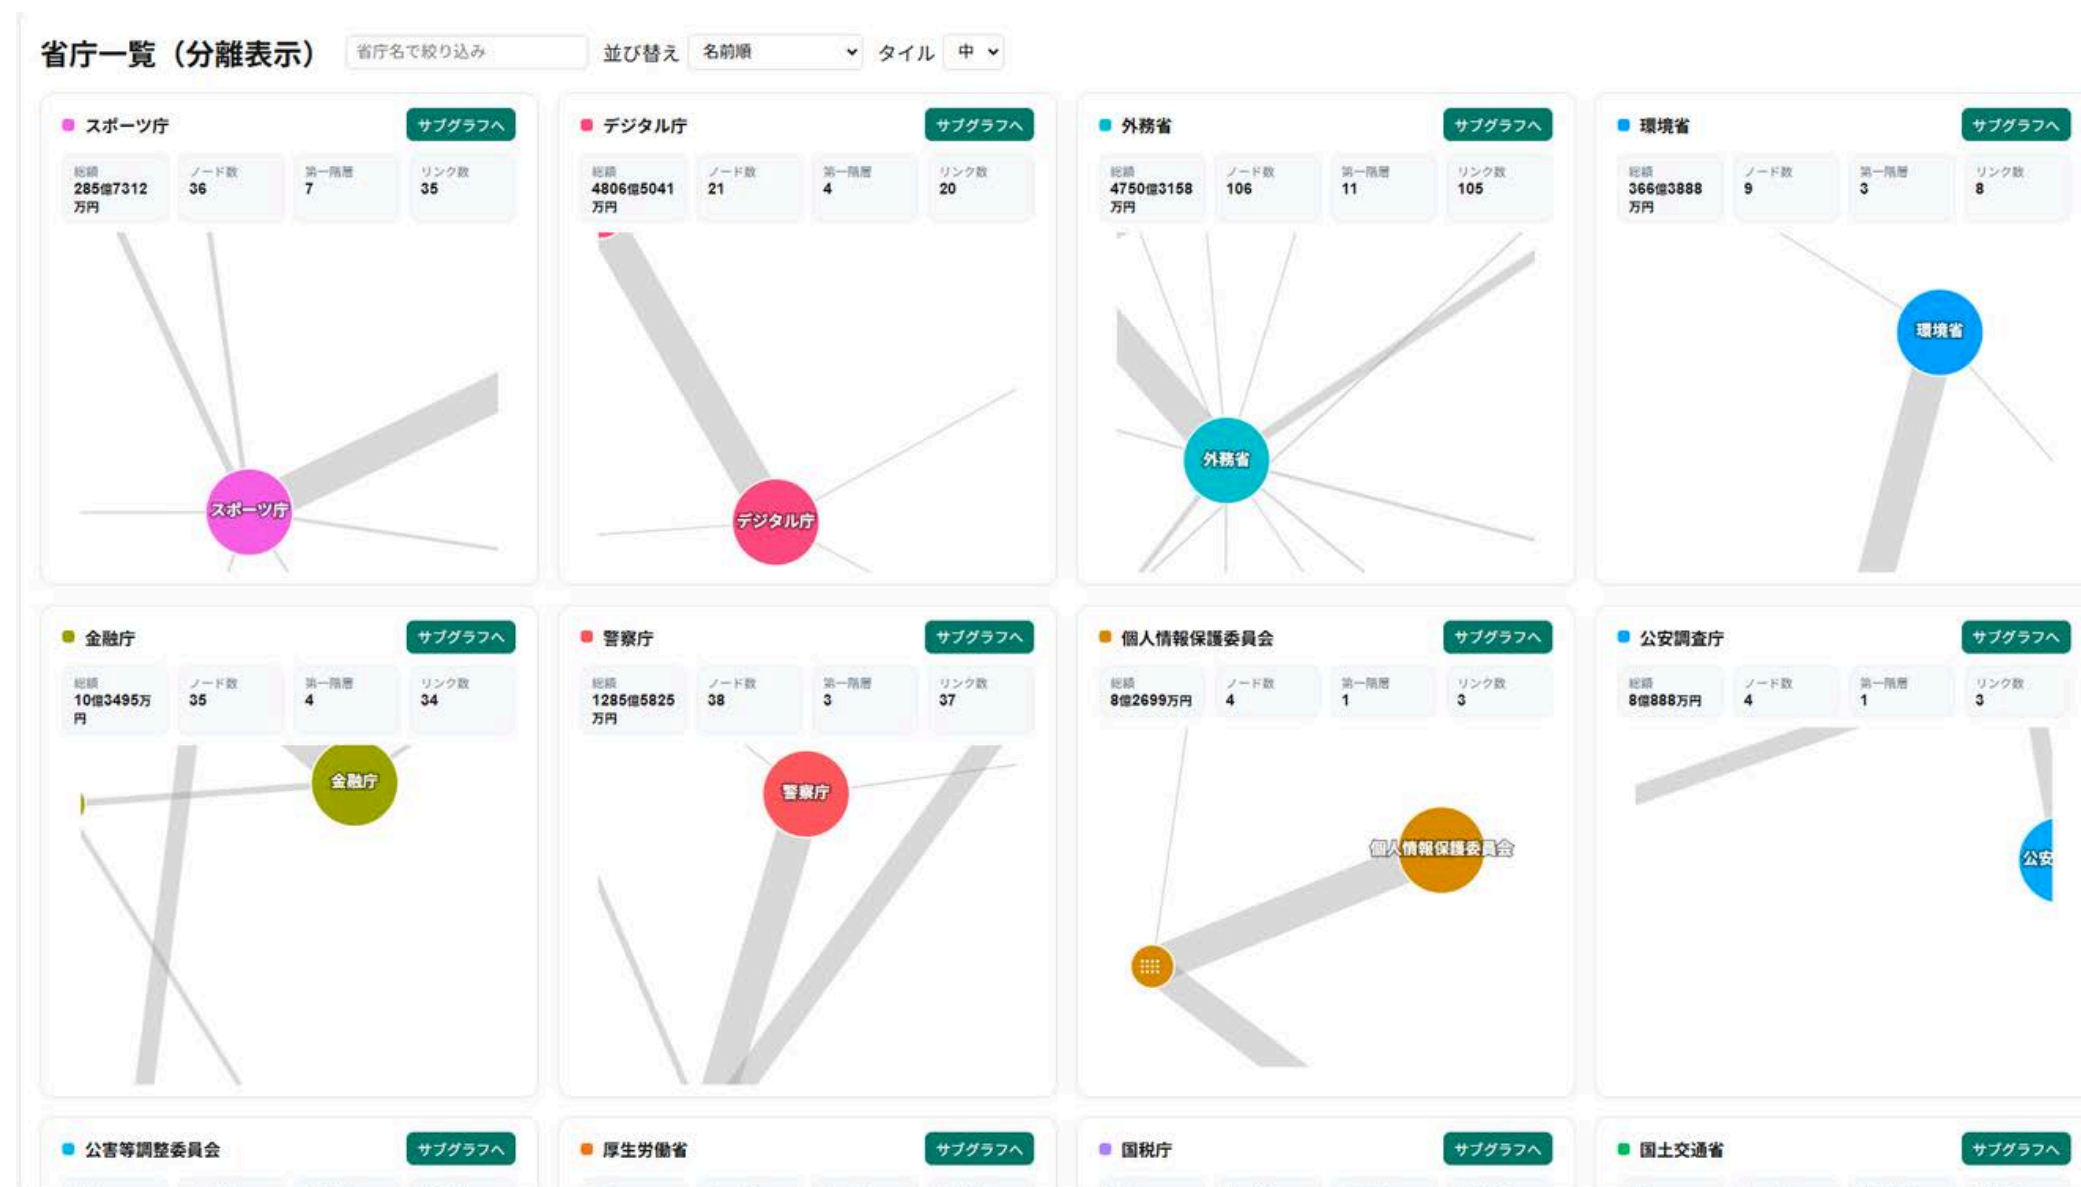 省庁一覧（分離表示）
省庁名で絞り込み
並び替え 名前順
タイル 中
スポーツ庁
サブグラフへ
総額
285億7312
万円
ノード数
36
第一階層
7
リンク数
35
スポーツ庁
デジタル庁
サブグラフへ
総額
4806億5041
万円
ノード数
21
第一階層
4
リンク数
20
デジタル庁
外務省
サブグラフへ
総額
4750億3158
万円
ノード数
106
第一階層
11
リンク数
105
外務省
環境省
サブグラフへ
総額
366億3888
万円
ノード数
9
第一階層
3
リンク数
8
環境省
金融庁
サブグラフへ
総額
10億3495万
円
ノード数
35
第一階層
4
リンク数
34
金融庁
警察庁
サブグラフへ
総額
1285億5825
万円
ノード数
38
第一階層
3
リンク数
37
警察庁
個人情報保護委員会
サブグラフへ
総額
8億2699万円
ノード数
4
第一階層
1
リンク数
3
個人情報保護委員会
公安調査庁
サブグラフへ
総額
8億888万円
ノード数
4
第一階層
1
リンク数
3
公安
公害等調整委員会
サブグラフへ
厚生労働省
サブグラフへ
国税庁
サブグラフへ
国土交通省
サブグラフへ